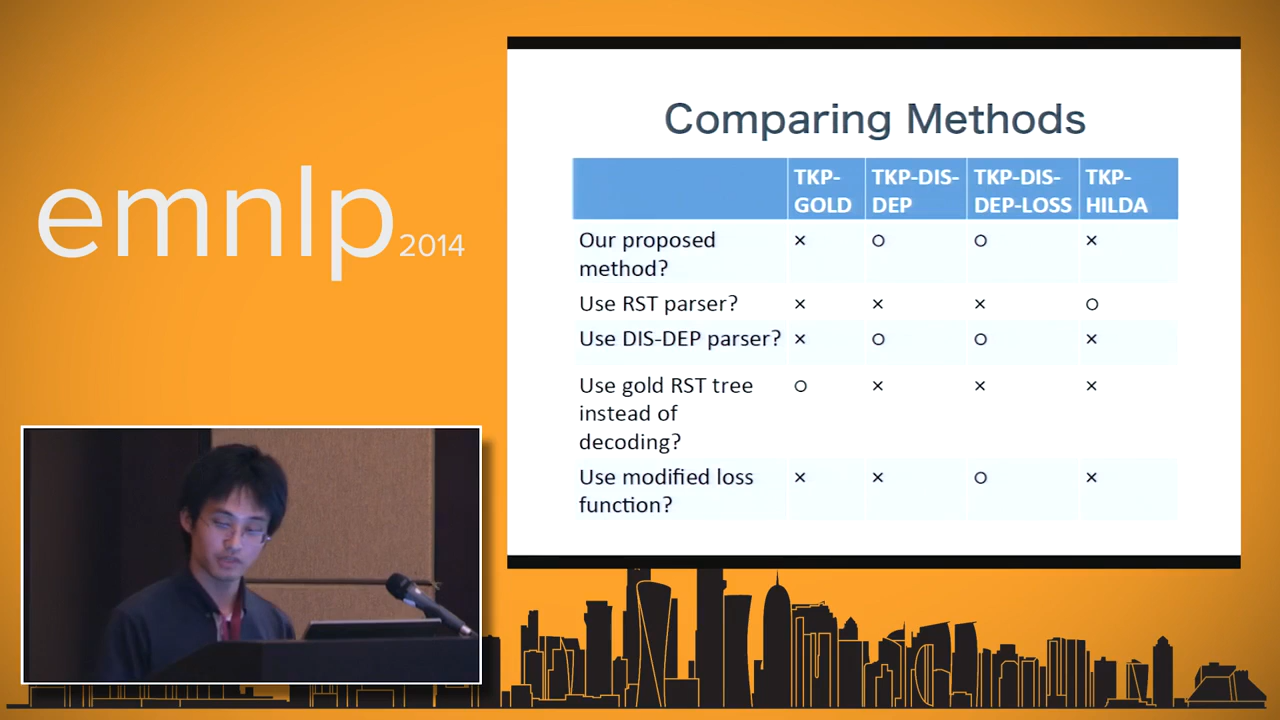 emnlp 2014
Comparing Methods
TKP- TKP-DIS- TKP-DIS- TKP-
GOLD DEP DEP-LOSS HILDA
Our proposed × ○ ○ ×
method?
Use RST parser? × × × ○
Use DIS-DEP parser? × ○ ○ ×
Use gold RST tree ○ × × ×
instead of
decoding?
Use modified loss × × ○ ×
function?